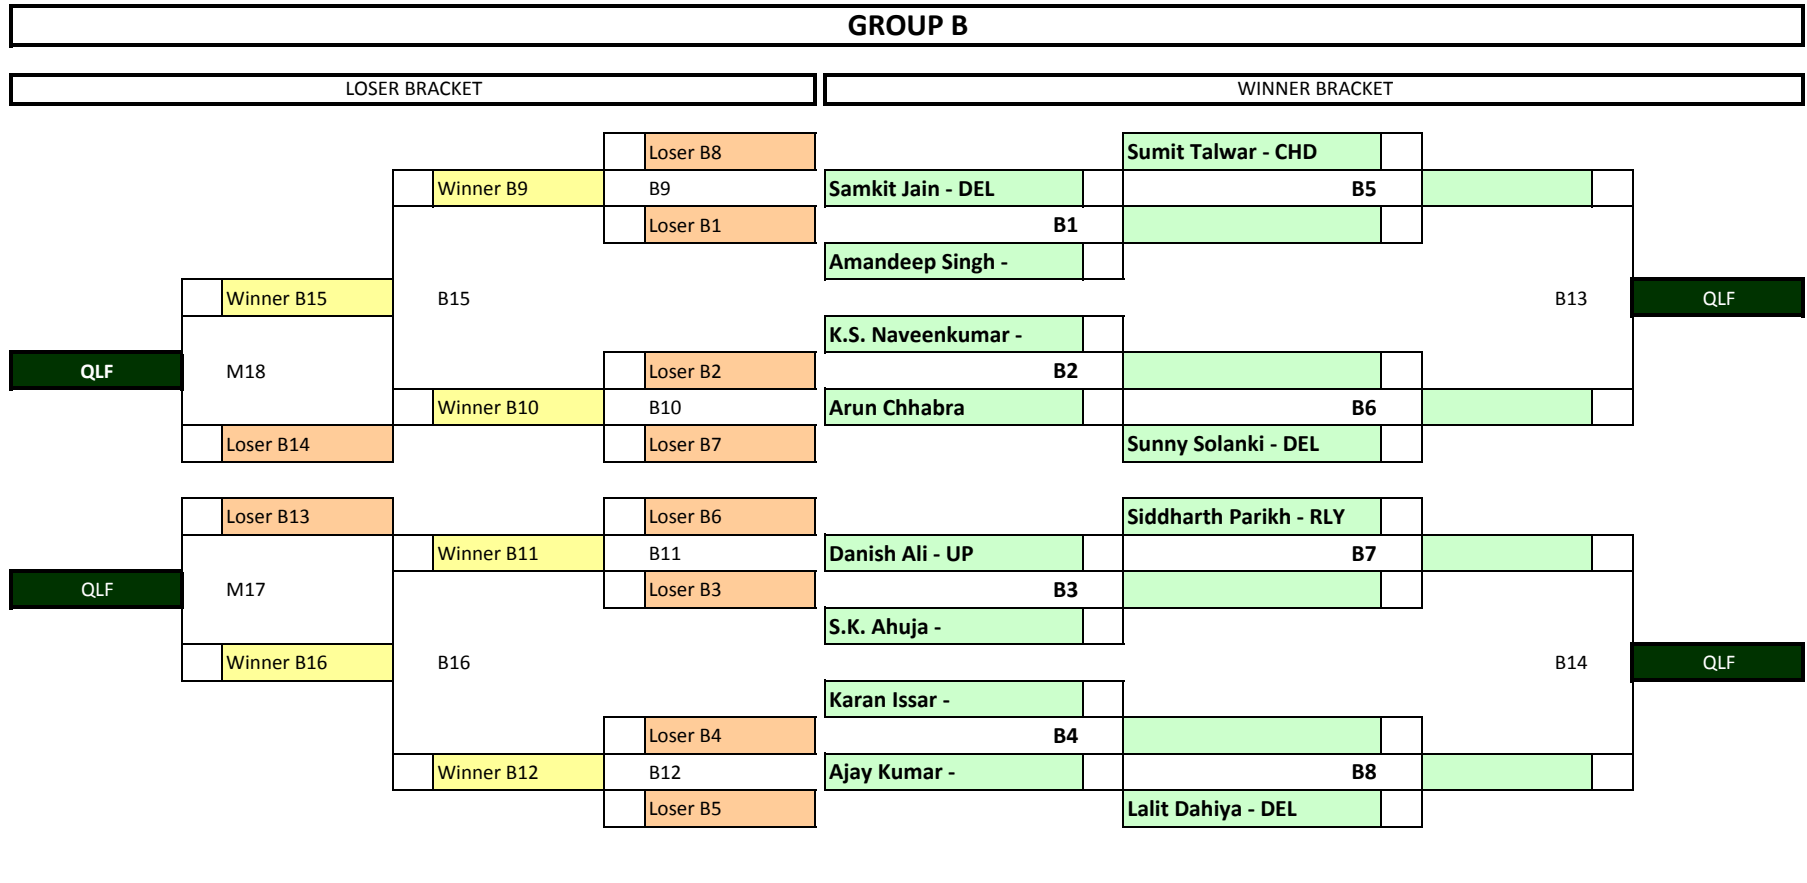 GROUP B
LOSER BRACKET
WINNER BRACKET
Loser B8
Sumit Talwar - CHD
Winner B9
B9
Samkit Jain - DEL
B5
Loser B1
B1
Amandeep Singh -
Winner B15
B15
B13
QLF
K.S. Naveenkumar -
QLF
M18
Loser B2
B2
Winner B10
B10
Arun Chhabra
B6
Loser B14
Loser B7
Sunny Solanki - DEL
Loser B13
Loser B6
Siddharth Parikh - RLY
Winner B11
B11
Danish Ali - UP
B7
QLF
M17
Loser B3
B3
S.K. Ahuja -
Winner B16
B16
B14
QLF
Karan Issar -
Loser B4
B4
Winner B12
B12
Ajay Kumar -
B8
Loser B5
Lalit Dahiya - DEL